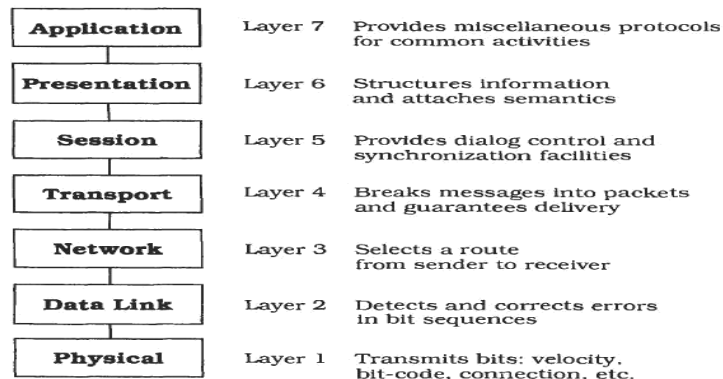 Application Layer 7 Provides miscellaneous protocols
for common activities
Presentation Layer 6 Structures information
and attaches semantics
Session Layer 5 Provides dialog control and
synchronization facilities
Transport Layer 4 Breaks messages into packets
and guarantees delivery
Network Layer 3 Selects a route
from sender to receiver
Data Link Layer 2 Detects and corrects errors
in bit sequences
Physical Layer 1 Transmits bits: velocity,
bit-code, connection, etc.